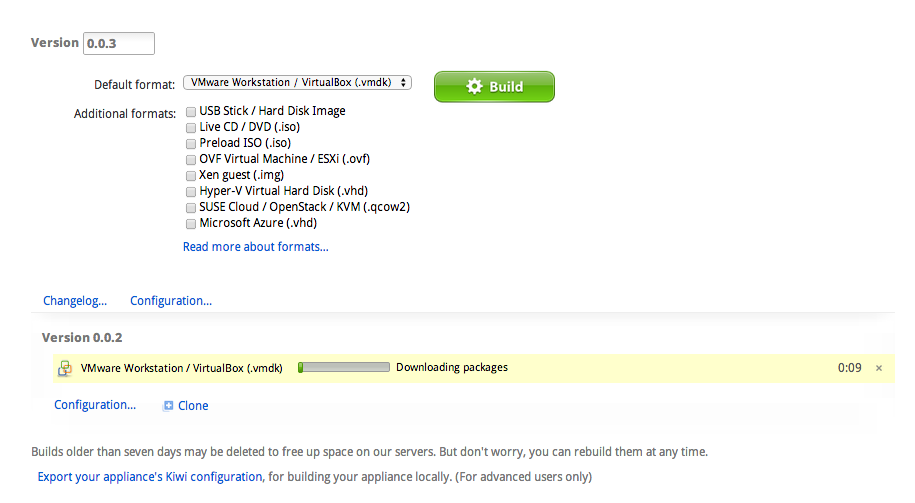 Version 0.0.3
Default format: VMware Workstation / VirtualBox (.vmdk) Build
Additional formats: USB Stick / Hard Disk Image
Live CD / DVD (.iso)
Preload ISO (.iso)
OVF Virtual Machine / ESXi (.ovf)
Xen guest (.img)
Hyper-V Virtual Hard Disk (.vhd)
SUSE Cloud / OpenStack / KVM (.qcow2)
Microsoft Azure (.vhd)
Read more about formats...
Changelog... Configuration...
Version 0.0.2
VMware Workstation / VirtualBox (.vmdk) Downloading packages 0:09 ×
Configuration... Clone
Builds older than seven days may be deleted to free up space on our servers. But don't worry, you can rebuild them at any time.
Export your appliance's Kiwi configuration, for building your appliance locally. (For advanced users only)